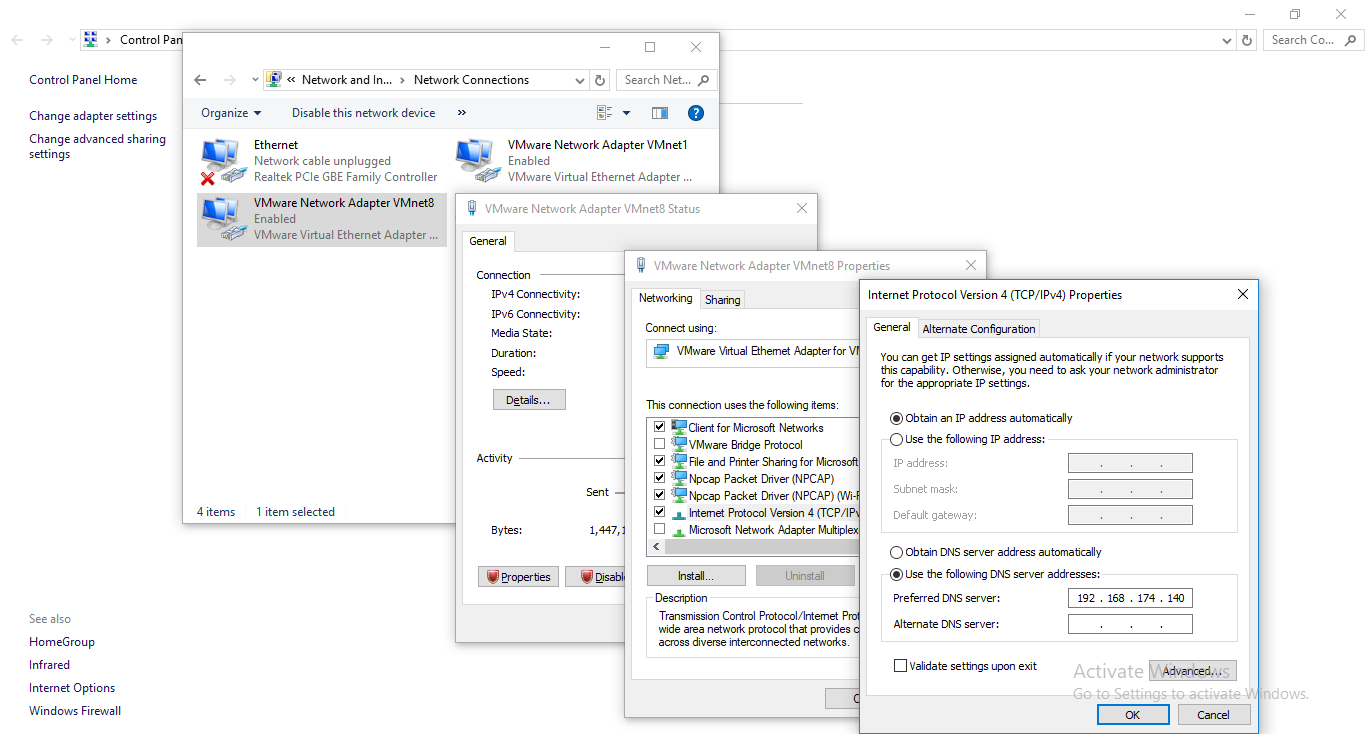 Control Pan
Search Co...
Control Panel Home
Change adapter settings
Change advanced sharing
settings
See also
HomeGroup
Infrared
Internet Options
Windows Firewall
« Network and In... › Network Connections
Search Net...
Organize
Disable this network device
»
Ethernet
Network cable unplugged
Realtek PCIe GBE Family Controller
VMware Network Adapter VMnet1
Enabled
VMware Virtual Ethernet Adapter ...
VMware Network Adapter VMnet8
Enabled
VMware Virtual Ethernet Adapter ...
4 items
1 item selected
VMware Network Adapter VMnet8 Status
General
Connection
IPv4 Connectivity:
IPv6 Connectivity:
Media State:
Duration:
Speed:
Details...
Activity
Sent
Bytes:
1,447,1
Properties
Disabl
VMware Network Adapter VMnet8 Properties
Networking
Sharing
Connect using:
VMware Virtual Ethernet Adapter for VM
This connection uses the following items:
Client for Microsoft Networks
VMware Bridge Protocol
File and Printer Sharing for Microsoft
Npcap Packet Driver (NPCAP)
Npcap Packet Driver (NPCAP) (Wi-F
Internet Protocol Version 4 (TCP/IPv
Microsoft Network Adapter Multiplex
Install...
Uninstall
Description
Transmission Control Protocol/Internet Prot
wide area network protocol that provides c
across diverse interconnected networks.
Internet Protocol Version 4 (TCP/IPv4) Properties
General
Alternate Configuration
You can get IP settings assigned automatically if your network supports
this capability. Otherwise, you need to ask your network administrator
for the appropriate IP settings.
Obtain an IP address automatically
Use the following IP address:
IP address:
. . .
Subnet mask:
. . .
Default gateway:
. . .
Obtain DNS server address automatically
Use the following DNS server addresses:
Preferred DNS server:
192 . 168 . 174 . 140
Alternate DNS server:
. . .
Validate settings upon exit
Advanced...
OK
Cancel
Activate Windows
Go to Settings to activate Windows.